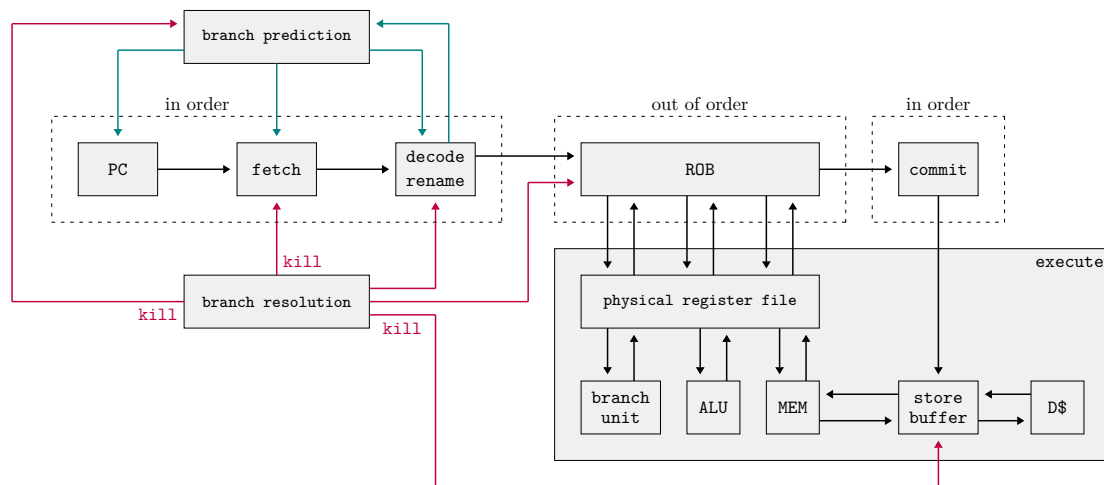 branch prediction
in order
out of order
in order
PC
fetch
decode
rename
ROB
commit
kill
execute
branch resolution
physical register file
kill
kill
branch
unit
ALU
MEM
store
buffer
D$